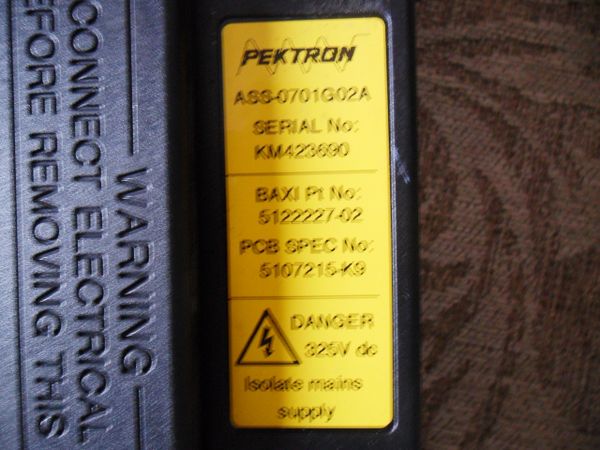 PEKTRON
ASS-0701G02A
SERIAL No:
KM423690
BAXI Pt No:
5122227-02
PCB SPEC No:
5107215-K9
DANGER
325V dc
Isolate mains
supply
WARNING
CONNECT ELECTRICAL
EFORE REMOVING THIS